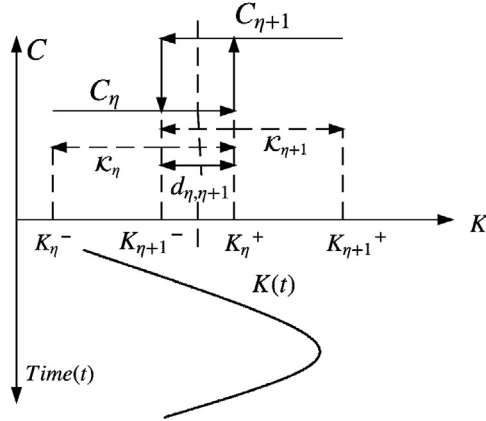 C
C_{η+1}
C_η
𝒦_{η+1}
𝒦_η
d_{η,η+1}
K_η⁻ K_{η+1}⁻ K_η⁺ K_{η+1}⁺ K
K(t)
Time(t)